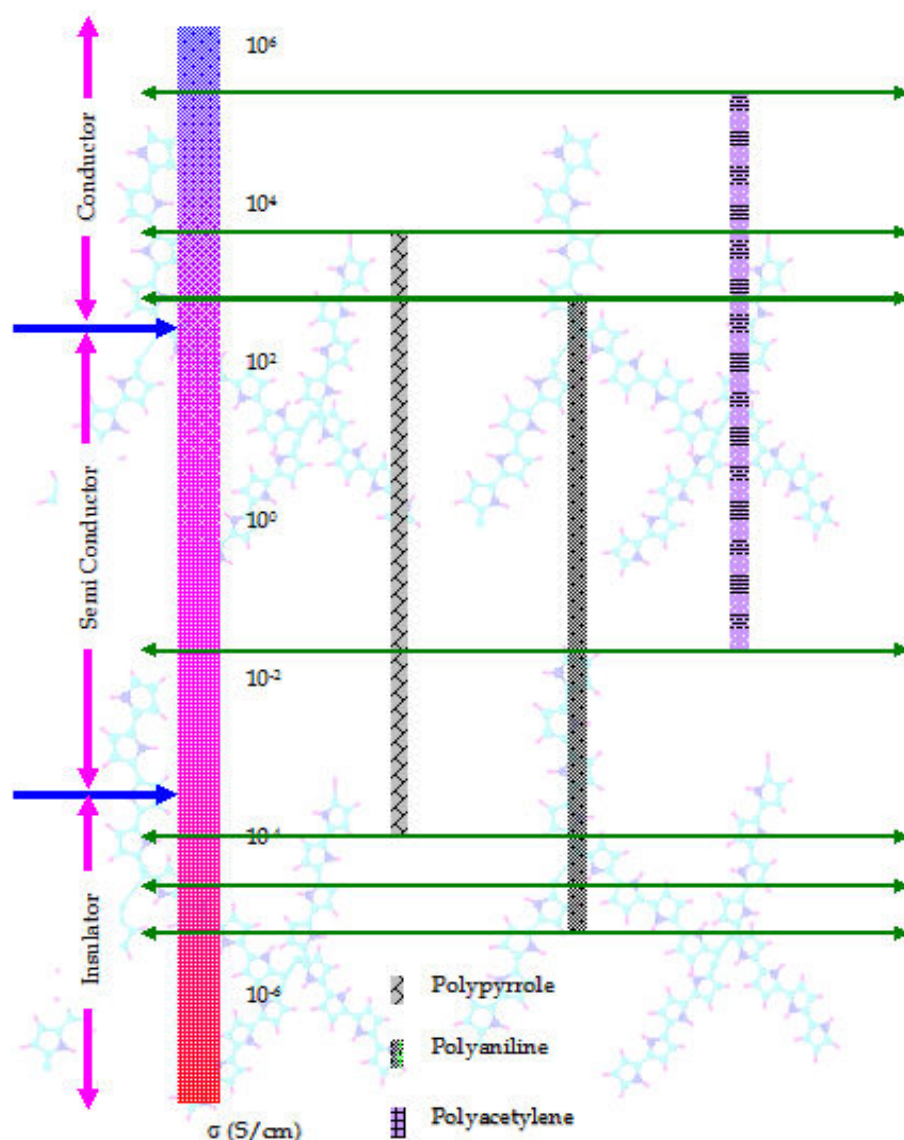 Conductor
Semi Conductor
Insulator
10⁶
10⁴
10²
10⁰
10⁻²
10⁻⁴
10⁻⁶
σ (S/cm)
Polypyrrole
Polyaniline
Polyacetylene